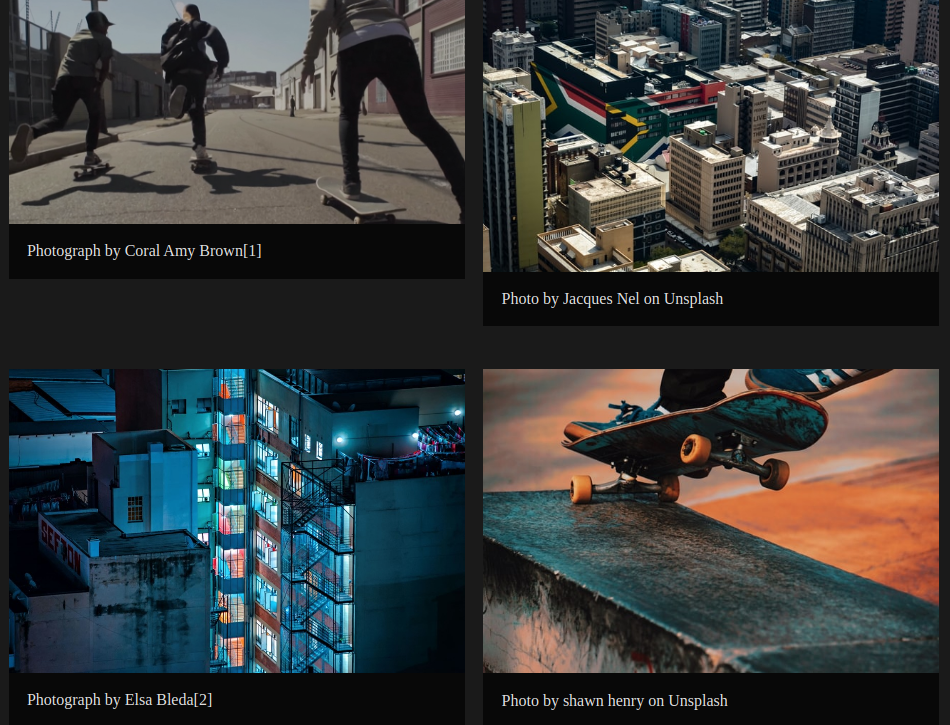 Photograph by Coral Amy Brown[1]
Photo by Jacques Nel on Unsplash
Photograph by Elsa Bleda[2]
Photo by shawn henry on Unsplash